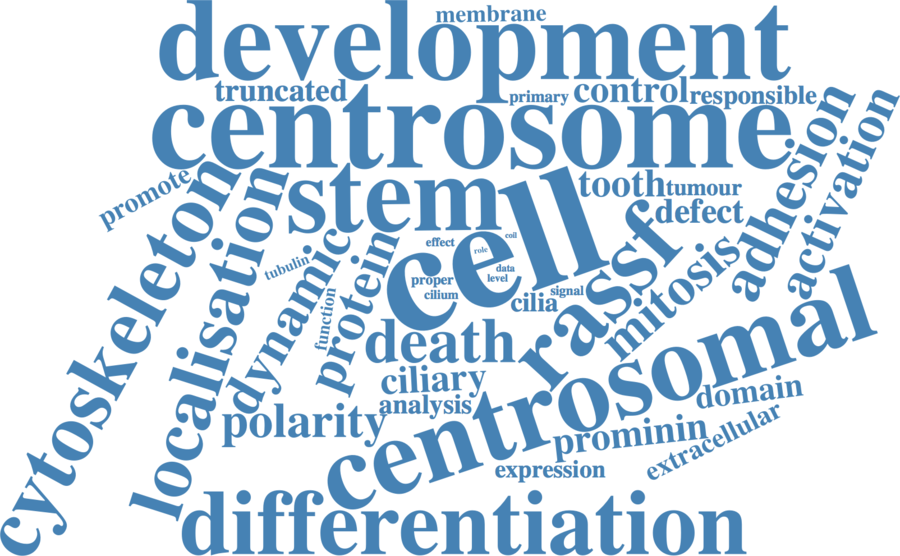 membrane
development
truncated
primary
control
responsible
centrosome
adhesion
activation
promote
stem
tooth
tumour
defect
cytoskeleton
localisation
cell
rassf
effect
role
coil
tubulin
dynamic
protein
data
level
proper
cilium
signal
cilia
mitosis
function
death
centrosomal
ciliary
analysis
domain
polarity
prominin
extracellular
expression
differentiation